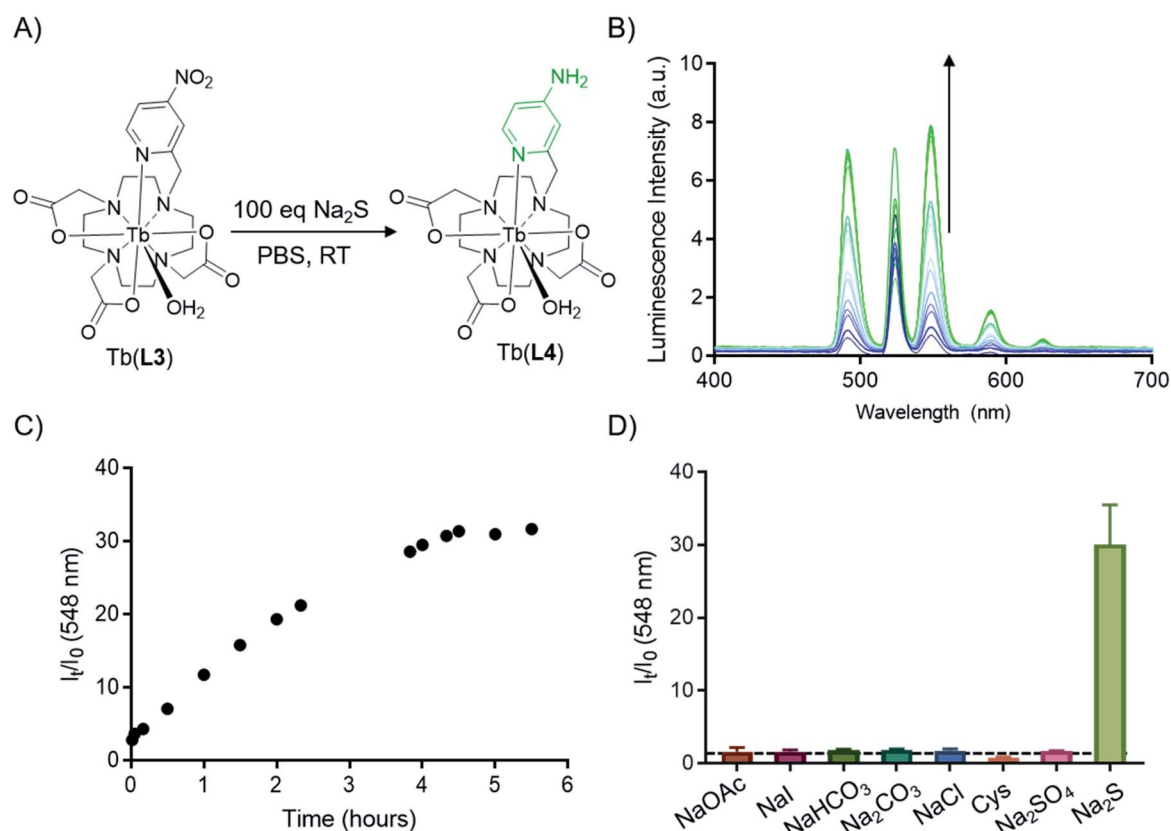 A)
NO₂
N
N
N
N
N
Tb
O
O
O
O
O
O
OH₂
Tb(L3)
100 eq Na₂S
PBS, RT
NH₂
N
N
N
N
N
Tb
O
O
O
O
O
O
OH₂
Tb(L4)
B)
Luminescence Intensity (a.u.)
10
8
6
4
2
0
400
500
600
700
Wavelength (nm)
C)
Iₜ/I₀ (548 nm)
40
30
20
10
0
0
1
2
3
4
5
6
Time (hours)
D)
Iₜ/I₀ (548 nm)
40
30
20
10
0
NaOAc
NaI
NaHCO₃
Na₂CO₃
NaCl
Cys
Na₂SO₄
Na₂S